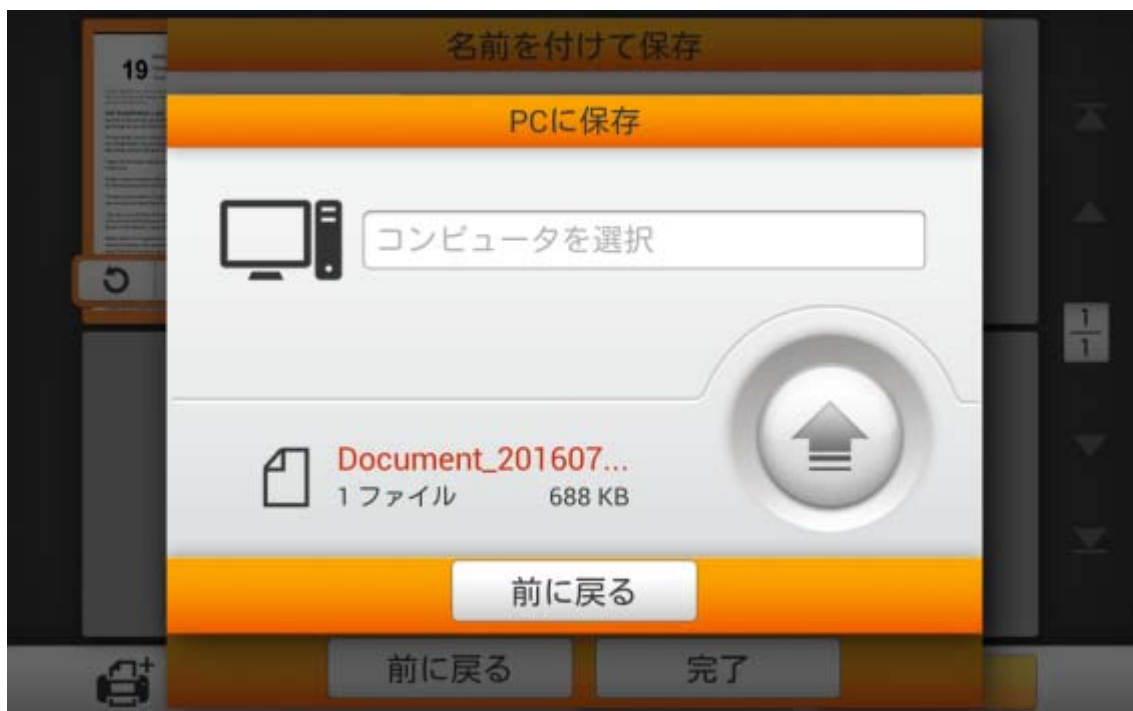 名前を付けて保存
19
PCに保存
コンピュータを選択
1
1
Document_201607...
1 ファイル 688 KB
前に戻る
前に戻る 完了